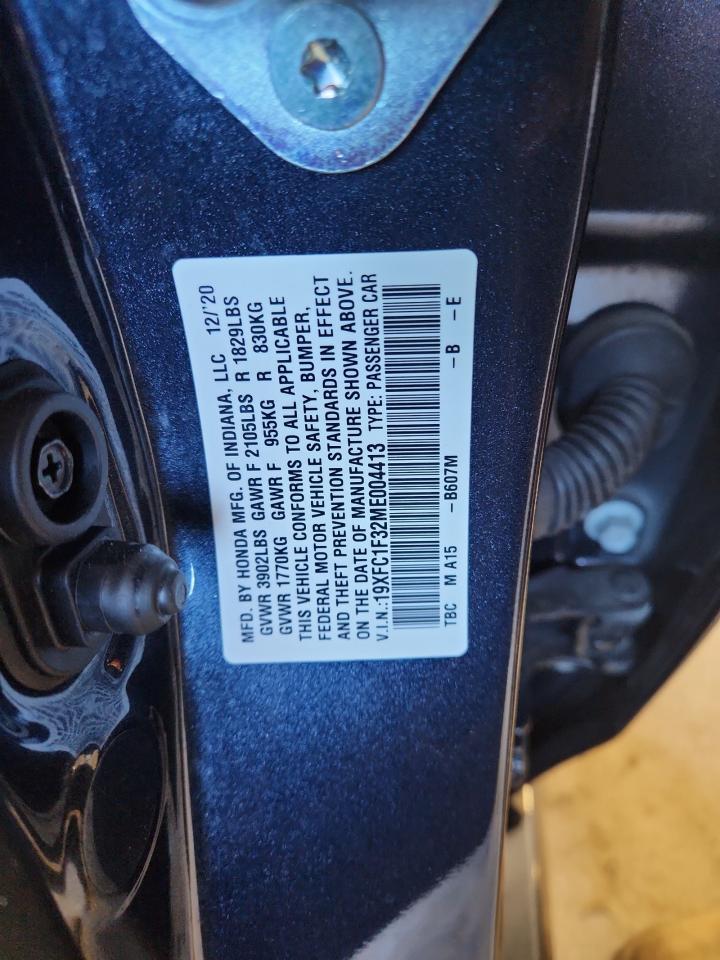 MFD. BY HONDA MFG. OF INDIANA, LLC 12/'20
GVWR 3902LBS GAWR F 2105LBS R 1829LBS
GVWR 1770KG GAWR F 955KG R 830KG
THIS VEHICLE CONFORMS TO ALL APPLICABLE
FEDERAL MOTOR VEHICLE SAFETY, BUMPER,
AND THEFT PREVENTION STANDARDS IN EFFECT
ON THE DATE OF MANUFACTURE SHOWN ABOVE.
V.I.N.:19XFC1F32ME004413 TYPE: PASSENGER CAR
TBC M A15 –B607M –B –E